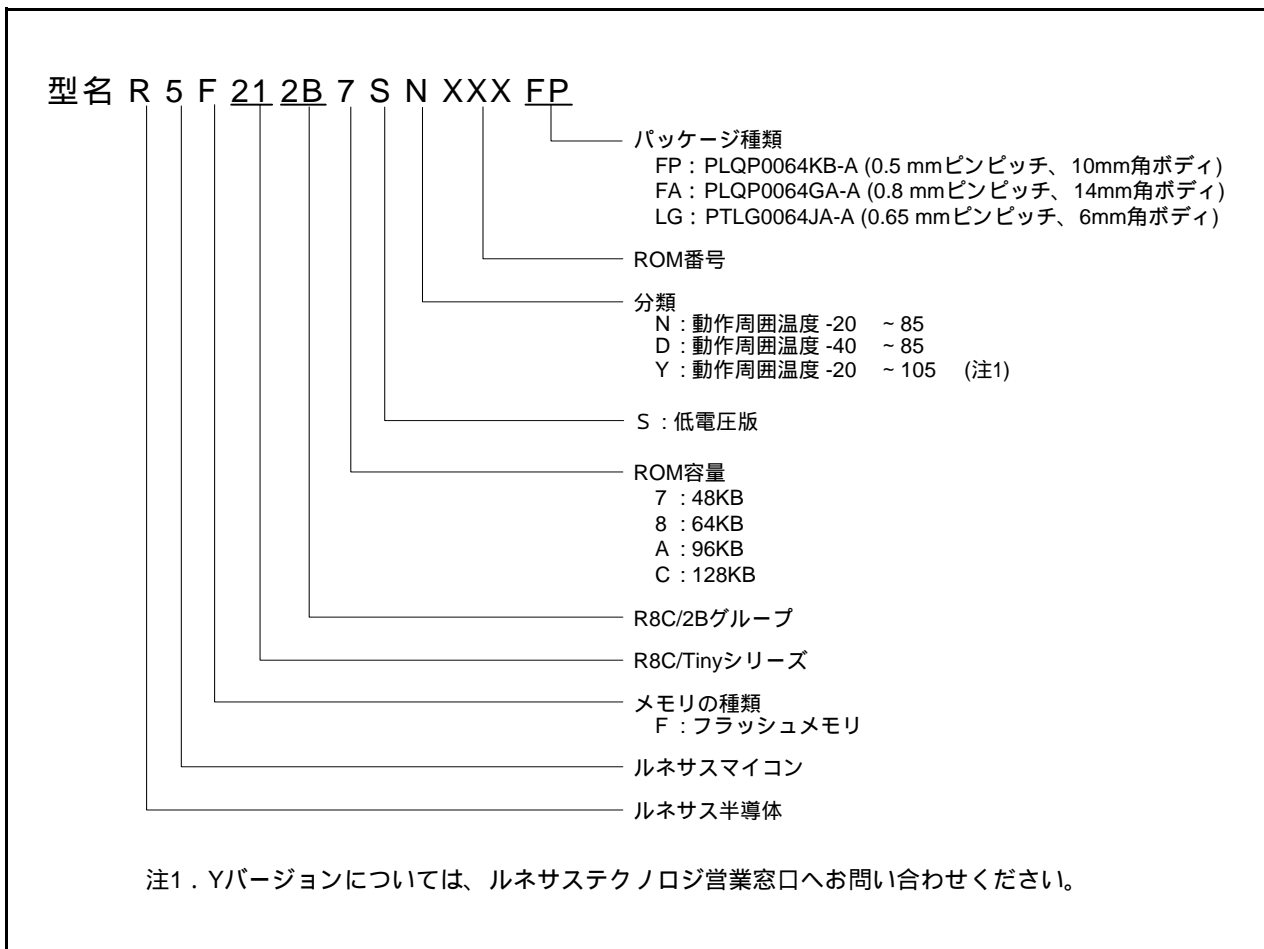 型名 R 5 F 21 2B 7 S N XXX FP
パッケージ種類
FP : PLQP0064KB-A (0.5 mmピンピッチ、10mm角ボディ)
FA : PLQP0064GA-A (0.8 mmピンピッチ、14mm角ボディ)
LG : PTLG0064JA-A (0.65 mmピンピッチ、6mm角ボディ)
ROM番号
分類
N : 動作周囲温度 -20 ~ 85
D : 動作周囲温度 -40 ~ 85
Y : 動作周囲温度 -20 ~ 105 (注1)
S : 低電圧版
ROM容量
7 : 48KB
8 : 64KB
A : 96KB
C : 128KB
R8C/2Bグループ
R8C/Tinyシリーズ
メモリの種類
F : フラッシュメモリ
ルネサスマイコン
ルネサス半導体
注1．Yバージョンについては、ルネサステクノロジ営業窓口へお問い合わせください。